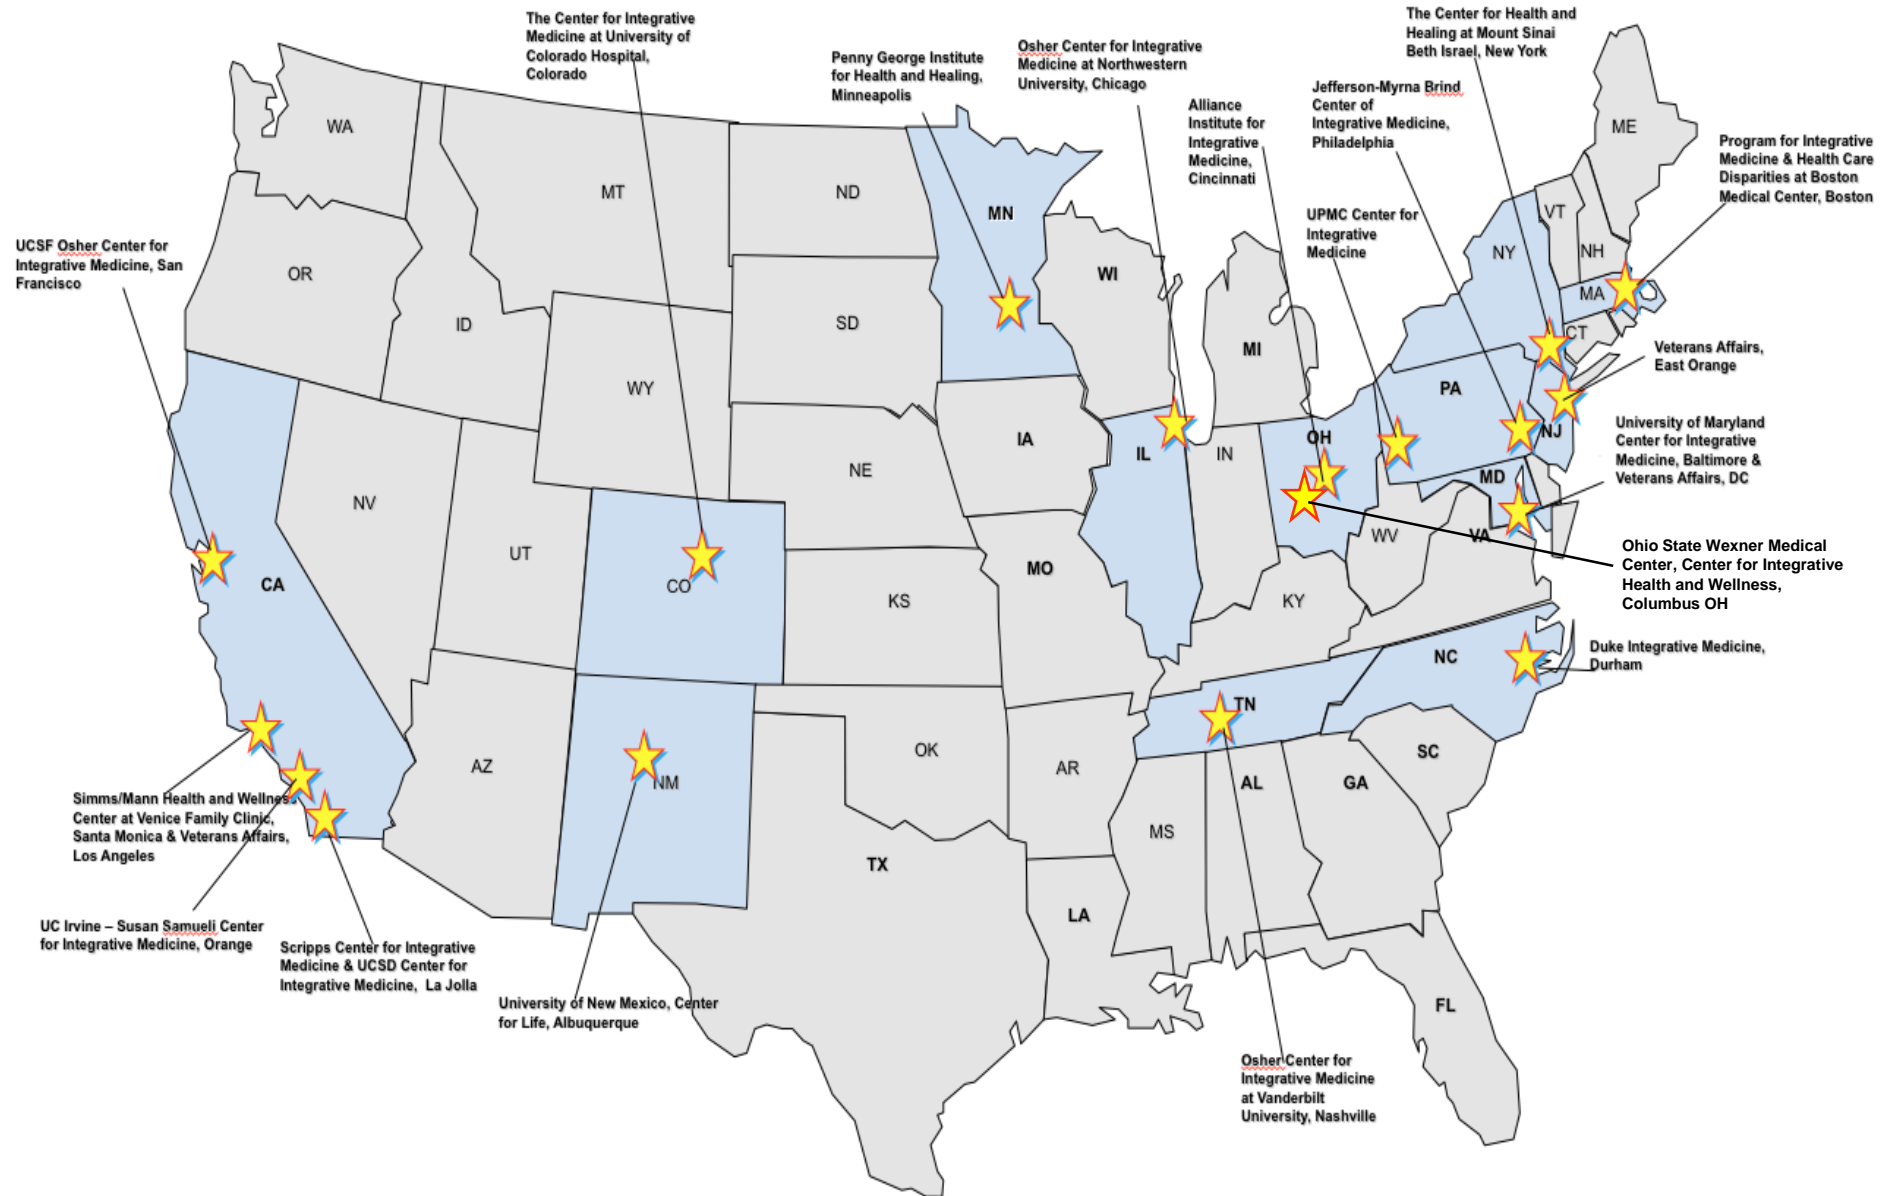 The Center for Integrative
Medicine at University of
Colorado Hospital,
Colorado
Penny George Institute
for Health and Healing,
Minneapolis
Osher Center for Integrative
Medicine at Northwestern
University, Chicago
Alliance
Institute for
Integrative
Medicine,
Cincinnati
The Center for Health and
Healing at Mount Sinai
Beth Israel, New York
Jefferson-Myrna Brind
Center of
Integrative Medicine,
Philadelphia
Program for Integrative
Medicine & Health Care
Disparities at Boston
Medical Center, Boston
UPMC Center for
Integrative
Medicine
UCSF Osher Center for
Integrative Medicine, San
Francisco
Veterans Affairs,
East Orange
University of Maryland
Center for Integrative
Medicine, Baltimore &
Veterans Affairs, DC
Ohio State Wexner Medical
Center, Center for Integrative
Health and Wellness,
Columbus OH
Duke Integrative Medicine,
Durham
Simms/Mann Health and Wellness
Center at Venice Family Clinic,
Santa Monica & Veterans Affairs,
Los Angeles
UC Irvine – Susan Samueli Center
for Integrative Medicine, Orange
Scripps Center for Integrative
Medicine & UCSD Center for
Integrative Medicine, La Jolla
University of New Mexico, Center
for Life, Albuquerque
Osher Center for
Integrative Medicine
at Vanderbilt
University, Nashville
WA
MT
ND
MN
ME
VT
NH
NY
OR
ID
SD
WI
MI
MA
CT
WY
PA
NJ
IA
OH
NE
IL
IN
MD
NV
UT
CO
KS
MO
WV
VA
KY
CA
NC
TN
AZ
NM
OK
AR
SC
MS
AL
GA
TX
LA
FL